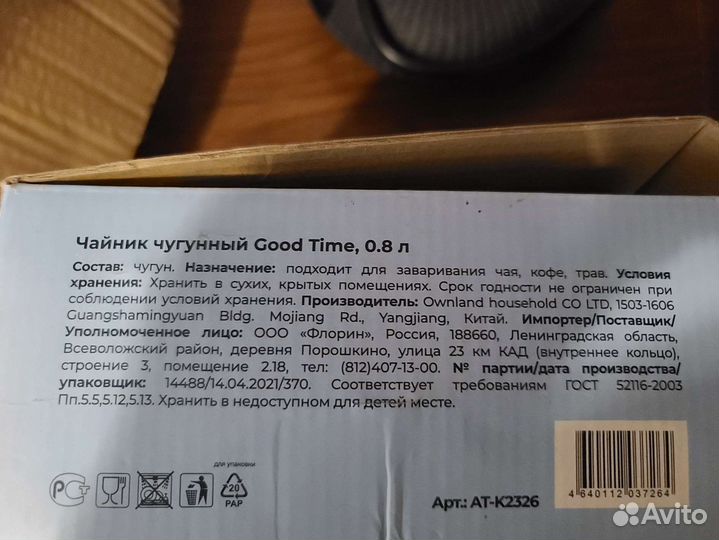 Чайник чугунный Good Time, 0.8 л
Состав: чугун. Назначение: подходит для заваривания чая, кофе, трав. Условия
хранения: Хранить в сухих, крытых помещениях. Срок годности не ограничен при
соблюдении условий хранения. Производитель: Ownland household CO LTD, 1503-1606
Guangshamingyuan Bldg. Mojiang Rd., Yangjiang, Китай. Импортер/Поставщик/
Уполномоченное лицо: ООО «Флорин», Россия, 188660, Ленинградская область,
Всеволожский район, деревня Порошкино, улица 23 км КАД (внутреннее кольцо),
строение 3, помещение 2.18, тел: (812)407-13-00. № партии/дата производства/
упаковщик: 14488/14.04.2021/370. Соответствует требованиям ГОСТ 52116-2003
Пп.5.5,5.12,5.13. Хранить в недоступном для детей месте.
для упаковки
РСТ
20
PAP
Арт.: AT-K2326
4 640112 037264
Avito